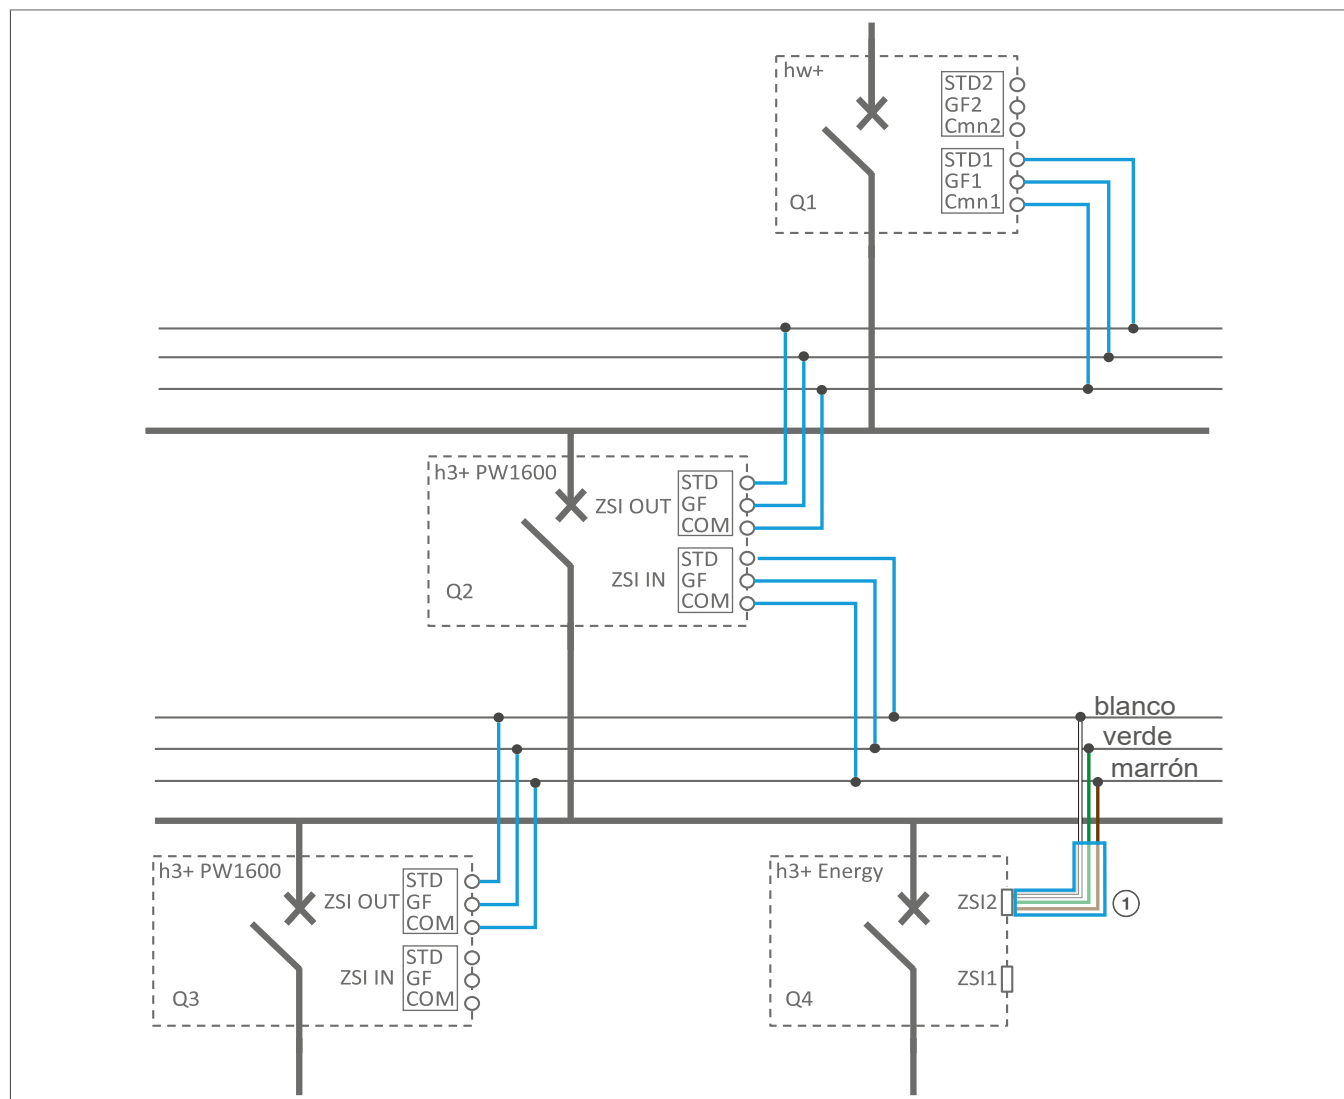 hw+
STD2
GF2
Cmn2
STD1
GF1
Cmn1
Q1
h3+ PW1600
ZSI OUT
STD
GF
COM
ZSI IN
STD
GF
COM
Q2
blanco
verde
marrón
h3+ PW1600
ZSI OUT
STD
GF
COM
ZSI IN
STD
GF
COM
Q3
h3+ Energy
ZSI2
1
ZSI1
Q4